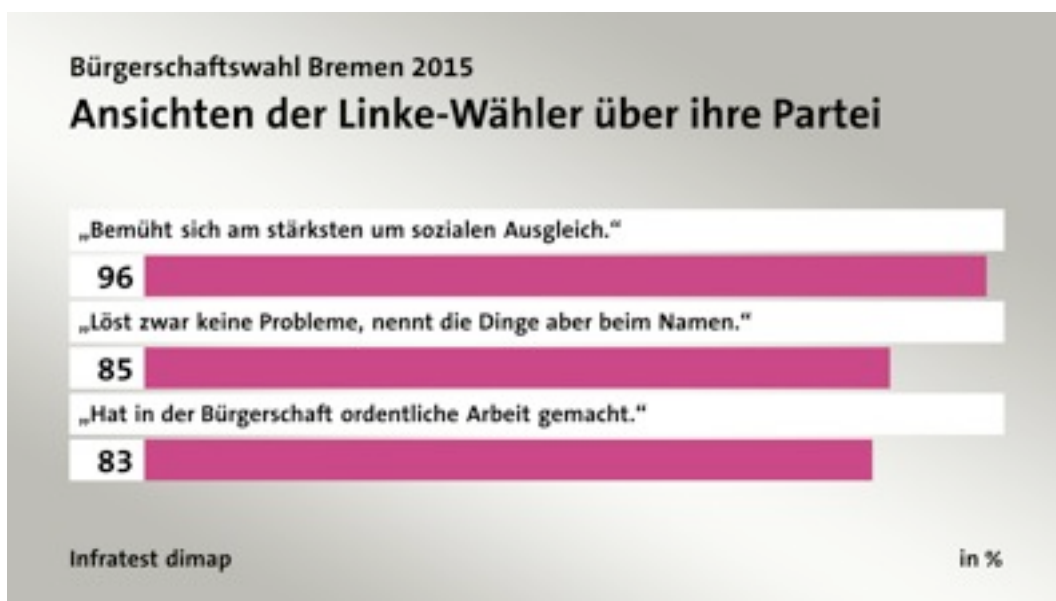 Bürgerschaftswahl Bremen 2015
Ansichten der Linke-Wähler über ihre Partei
„Bemüht sich am stärksten um sozialen Ausgleich.“
96
„Löst zwar keine Probleme, nennt die Dinge aber beim Namen.“
85
„Hat in der Bürgerschaft ordentliche Arbeit gemacht.“
83
Infratest dimap in %